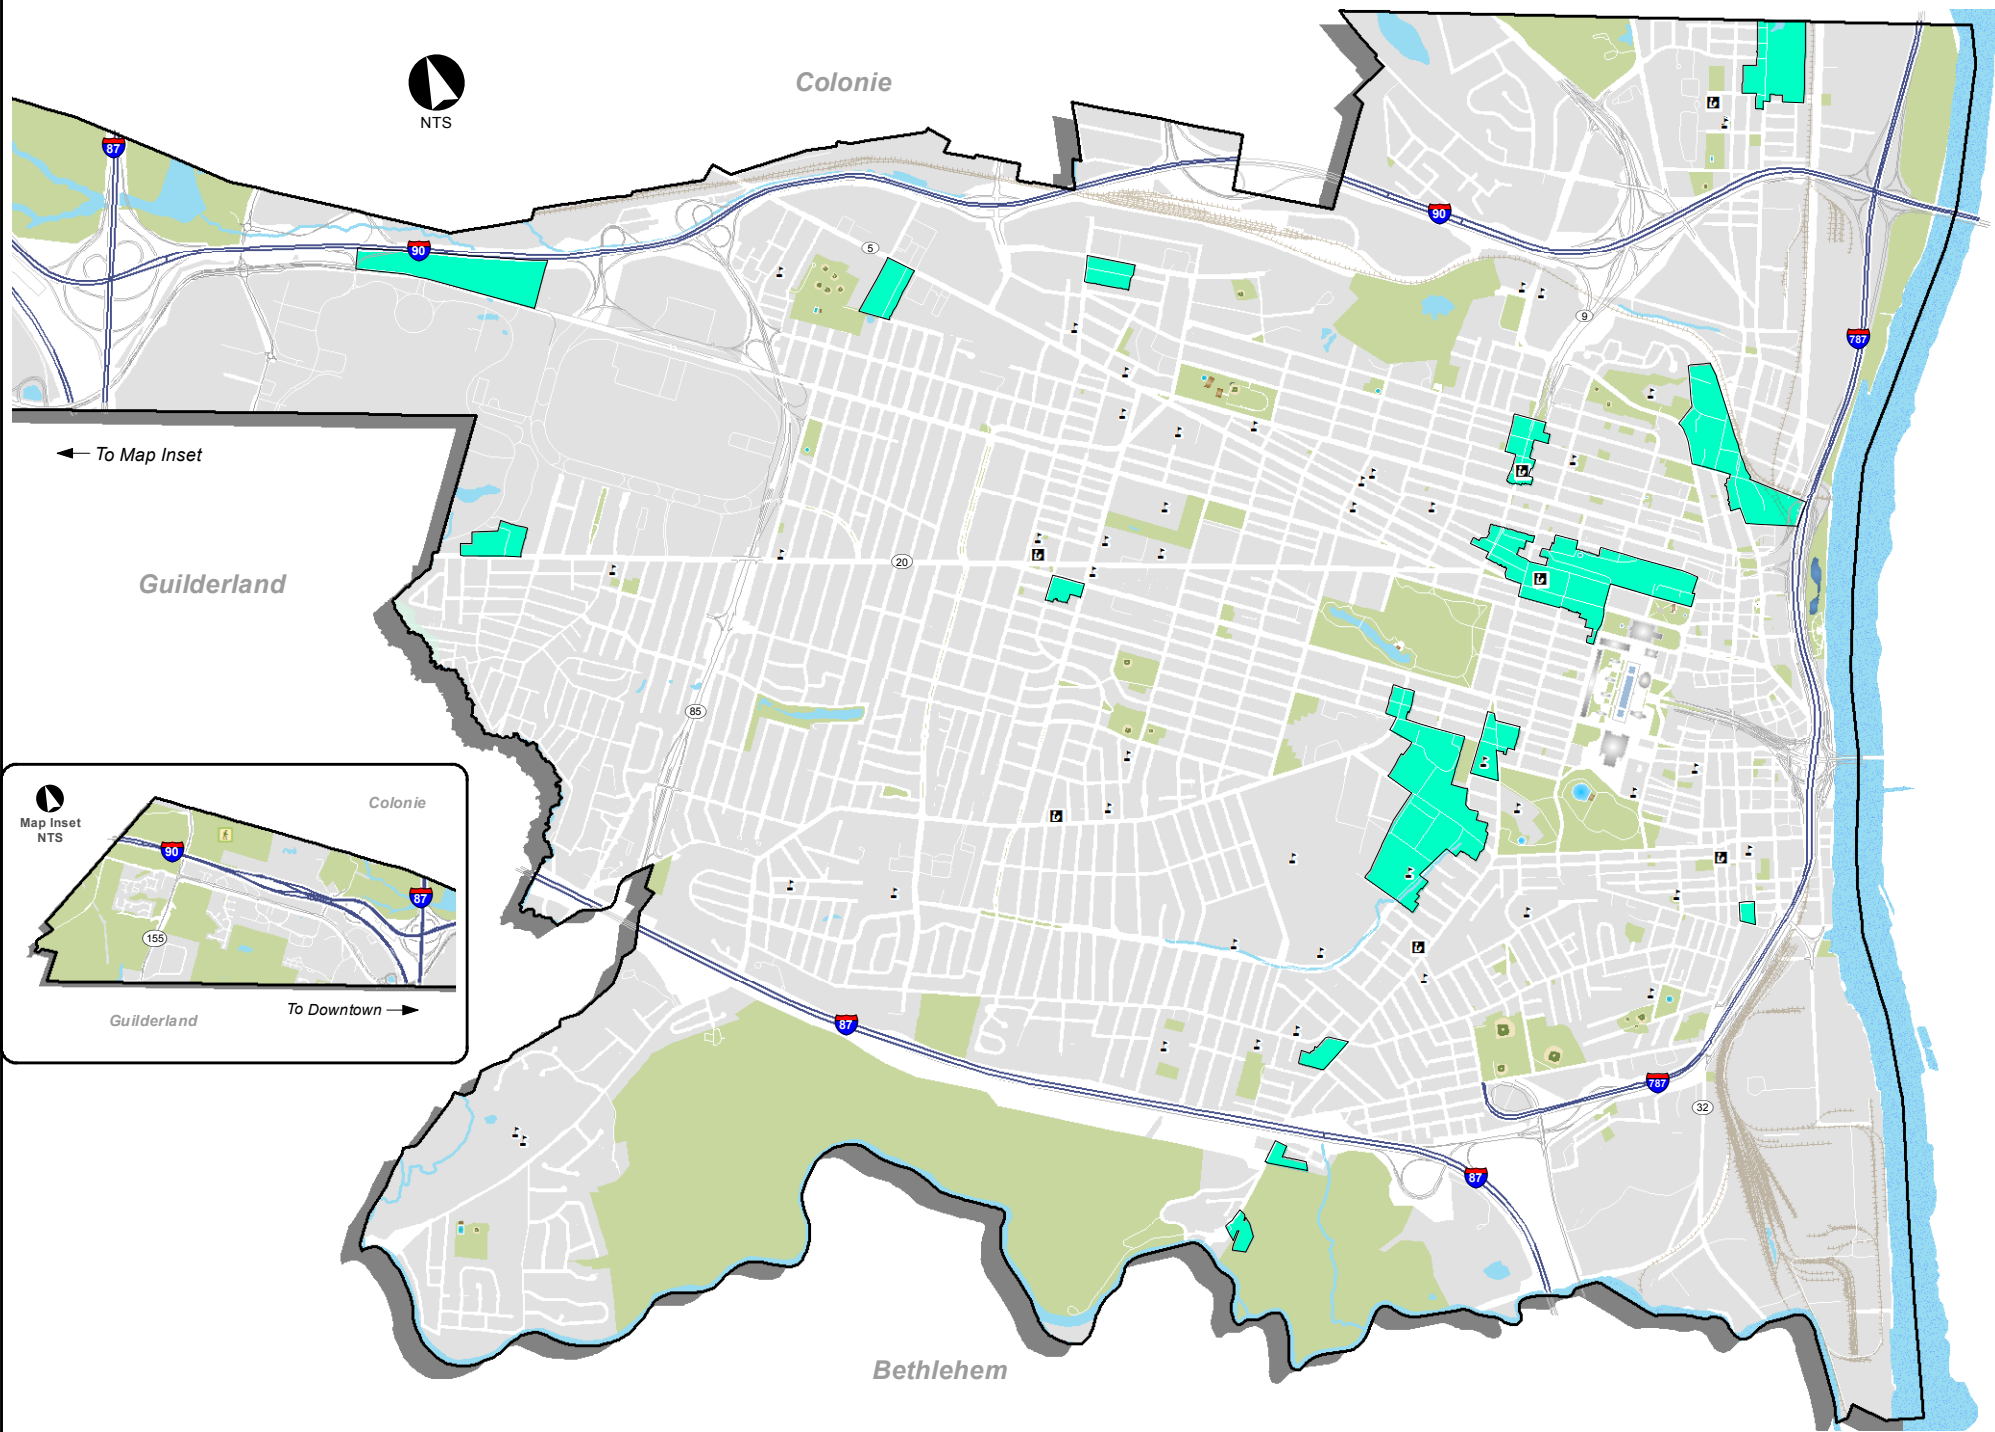 Colonie
NTS
87
90
5
90
9
787
To Map Inset
20
Guilderland
85
Map Inset
NTS
Colonie
90
87
155
To Downtown
Guilderland
87
787
32
87
Bethlehem